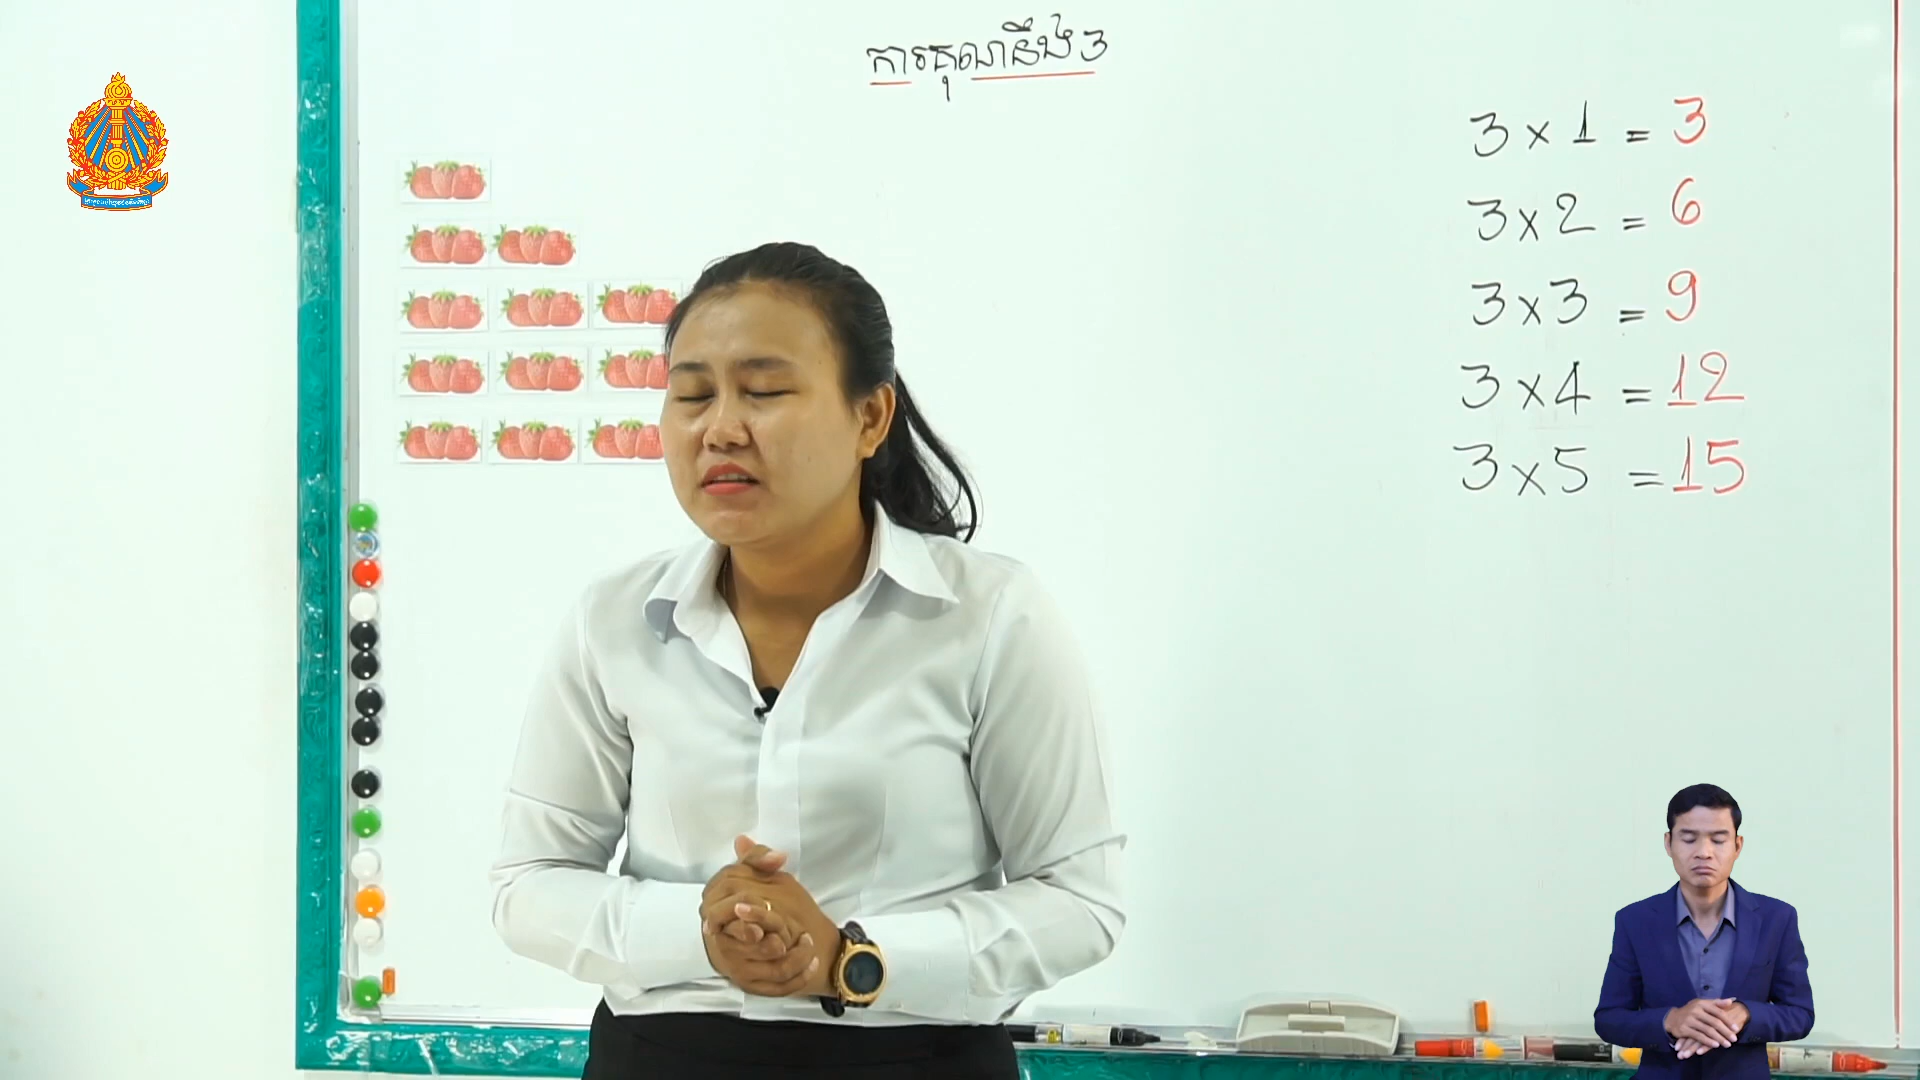 ការគុណនឹង 3
3 × 1 = 3
3 × 2 = 6
3 × 3 = 9
3 × 4 = 12
3 × 5 = 15